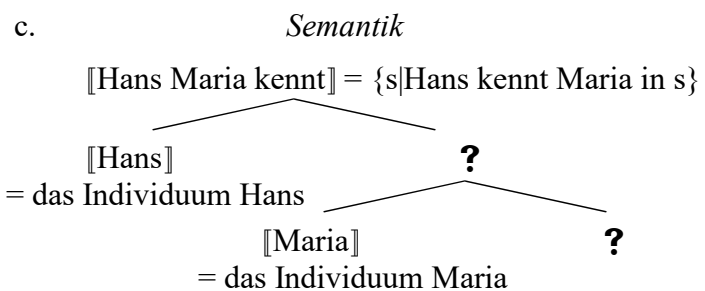 c. Semantik
⟦Hans Maria kennt⟧ = {s|Hans kennt Maria in s}
⟦Hans⟧ ?
= das Individuum Hans
⟦Maria⟧ ?
= das Individuum Maria